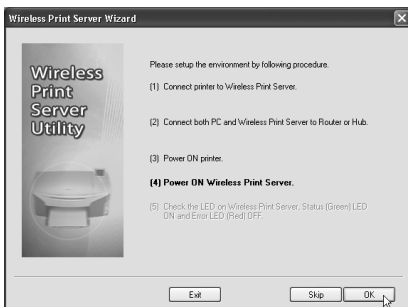 Wireless Print Server Wizard
Wireless
Print
Server
Utility
Please setup the environment by following procedure.
(1) Connect printer to Wireless Print Server.
(2) Connect both PC and Wireless Print Server to Router or Hub.
(3) Power ON printer.
(4) Power ON Wireless Print Server.
(5) Check the LED on Wireless Print Server, Status (Green) LED
ON and Error LED (Red) OFF.
Exit
Skip
OK